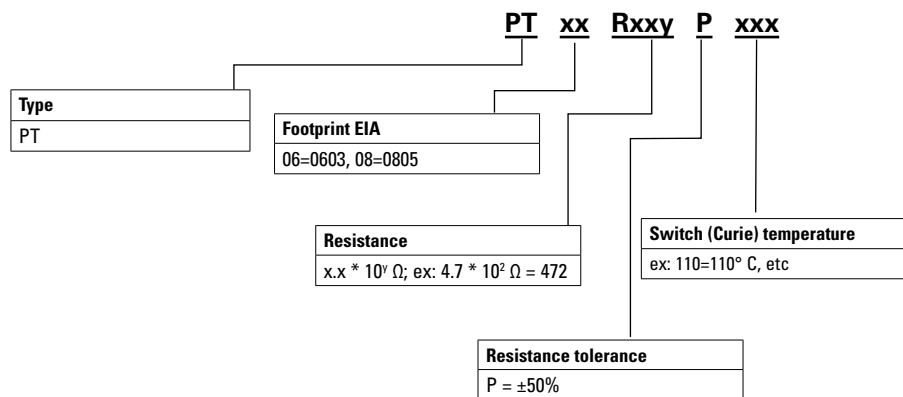 PT xx Rxxy P xxx
Type
PT
Footprint EIA
06=0603, 08=0805
Resistance
x.x * 10ʸ Ω; ex: 4.7 * 10² Ω = 472
Switch (Curie) temperature
ex: 110=110° C, etc
Resistance tolerance
P = ±50%